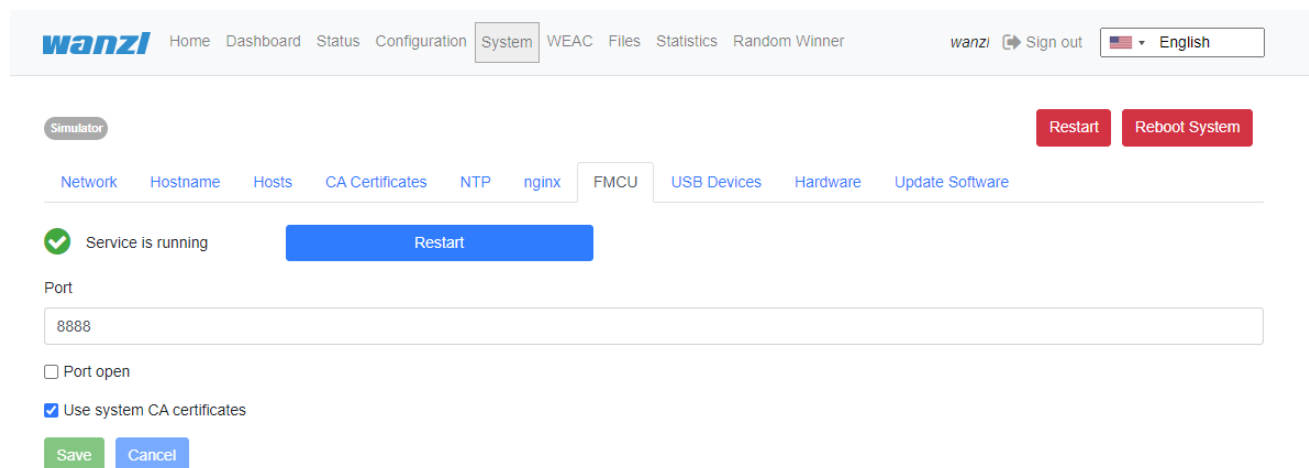 wanzl Home Dashboard Status Configuration System WEAC Files Statistics Random Winner wanzl Sign out English
Simulator Restart Reboot System
Network Hostname Hosts CA Certificates NTP nginx FMCU USB Devices Hardware Update Software
Service is running Restart
Port
8888
Port open
Use system CA certificates
Save Cancel